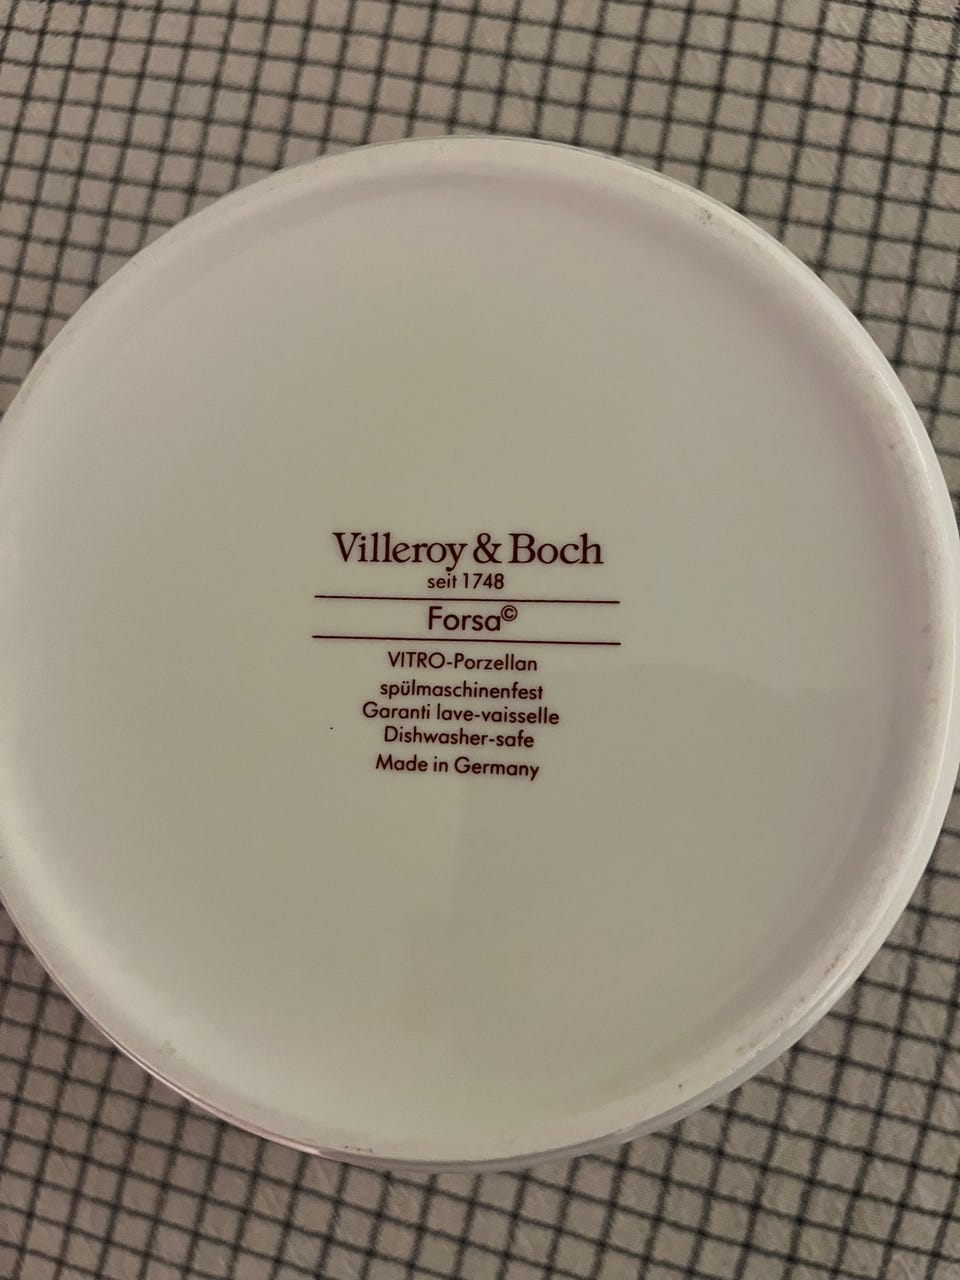 Villeroy & Boch
seit 1748
Forsa©
VITRO-Porzellan
spülmaschinenfest
Garanti lave-vaisselle
Dishwasher-safe
Made in Germany